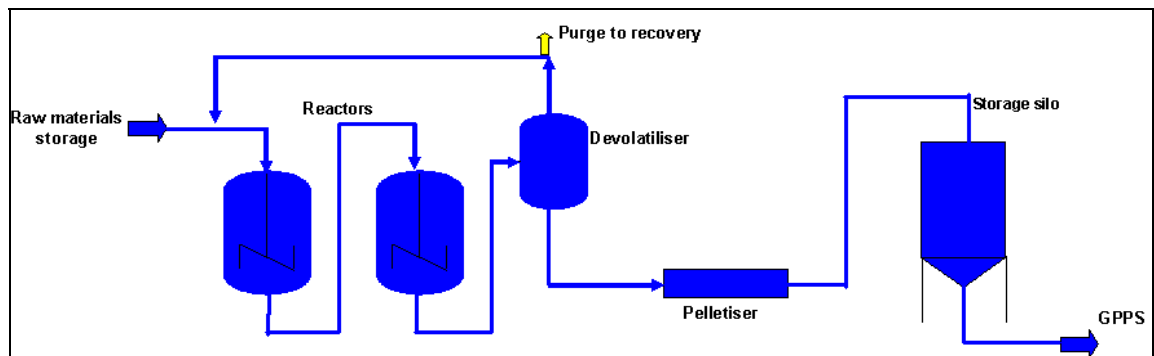 Purge to recovery
Reactors
Storage silo
Raw materials
storage
Devolatiliser
Pelletiser
GPPS